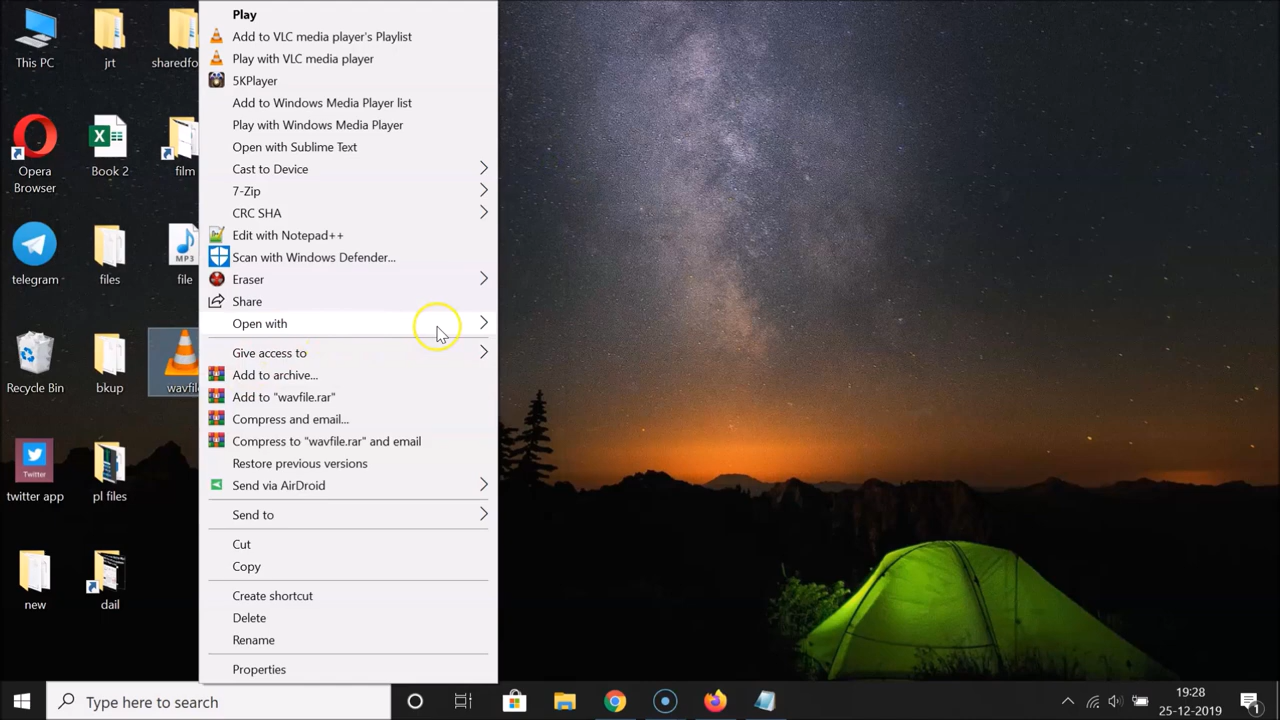 This PC
jrt
sharedfo
Opera
Browser
Book 2
film
telegram
files
MP3
file
Recycle Bin
bkup
wavfile
Twitter
twitter app
pl files
new
dail
Play
Add to VLC media player's Playlist
Play with VLC media player
5KPlayer
Add to Windows Media Player list
Play with Windows Media Player
Open with Sublime Text
Cast to Device
7-Zip
CRC SHA
Edit with Notepad++
Scan with Windows Defender...
Eraser
Share
Open with
Give access to
Add to archive...
Add to "wavfile.rar"
Compress and email...
Compress to "wavfile.rar" and email
Restore previous versions
Send via AirDroid
Send to
Cut
Copy
Create shortcut
Delete
Rename
Properties
Type here to search
19:28
25-12-2019
1